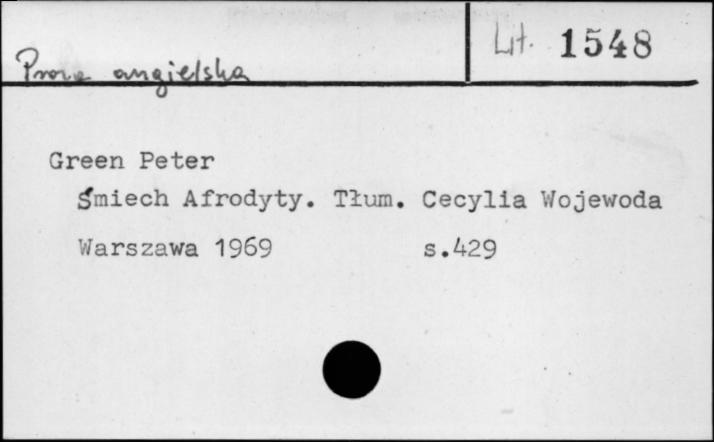 Proza angielska
Lit. 1548
Green Peter
Śmiech Afrodyty. Tłum. Cecylia Wojewoda
Warszawa 1969 s.429